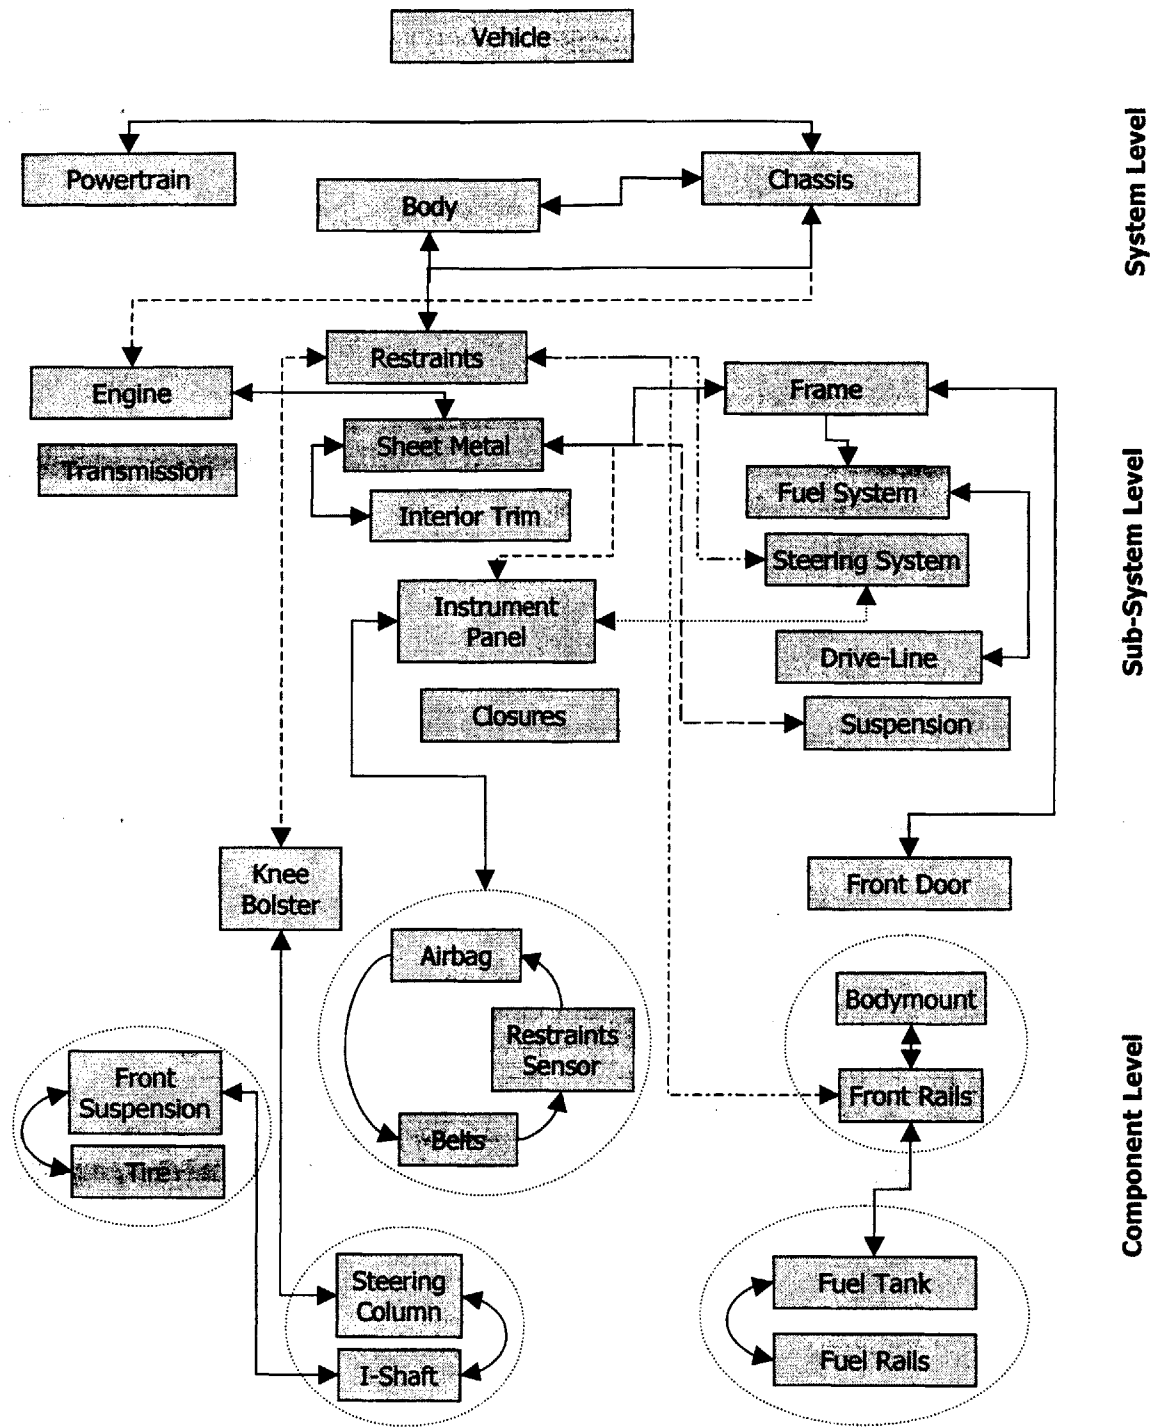 Vehicle
System Level
Powertrain
Chassis
Body
Restraints
Engine
Frame
Sheet Metal
Transmission
Fuel System
Interior Trim
Steering System
Instrument
Panel
Sub-System Level
Drive-Line
Closures
Suspension
Knee
Bolster
Front Door
Airbag
Bodymount
Restraints
Sensor
Front
Suspension
Front Rails
Belts
Tire
Component Level
Steering
Column
Fuel Tank
I-Shaft
Fuel Rails